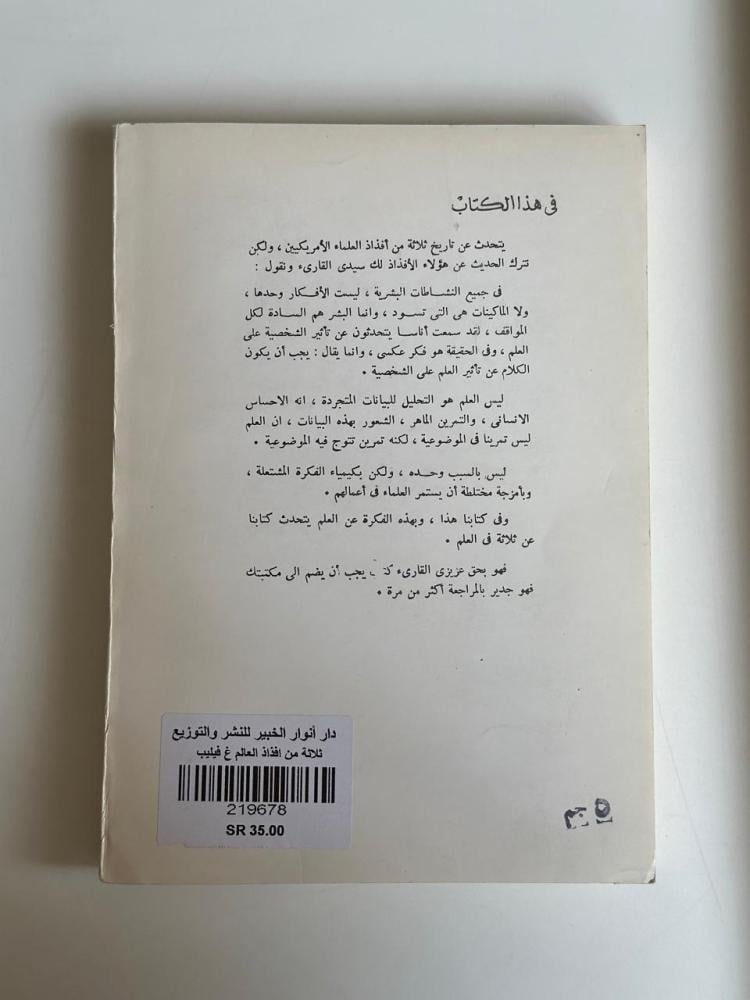 في هذا الكتاب
يتحدث عن تاريخ ثلاثة من أفذاذ العلماء الأمريكيين ، ولكن
نترك الحديث عن هؤلاء الأفذاذ لك سيدى القارىء ونقول :
فى جميع النشاطات البشرية ، ليست الأفكار وحدها ،
ولا الماكينات هى التى تسود ، وانما البشر هم السادة لكل
المواقف ، لقد سمعت أناسا يتحدثون عن تأثير الشخصية على
العلم ، وفى الحقيقة هو فكر عكسى ، وانما يقال : يجب أن يكون
الكلام عن تأثير العلم على الشخصية .
ليس العلم هو التحليل للبيانات المتجردة ، انه الاحساس
الانسانى ، والتمرين الماهر ، الشعور بهذه البيانات ، ان العلم
ليس تمرينا فى الموضوعية ، لكنه تمرين تتوج فيه الموضوعية .
ليس بالسبب وحده ، ولكن بكيمياء الفكرة المشتعلة ،
وبأمزجة مختلطة أن يستمر العلماء فى أعمالهم .
وفى كتابنا هذا ، وبهذه الفكرة عن العلم يتحدث كتابنا
عن ثلاثة فى العلم .
فهو بحق عزيزى القارىء يجب أن يضم الى مكتبتك
فهو جدير بالمراجعة أكثر من مرة .
دار أنوار الخبير للنشر والتوزيع
ثلاثة من افذاذ العالم غ فيليب
219678
SR 35.00
٥ جم